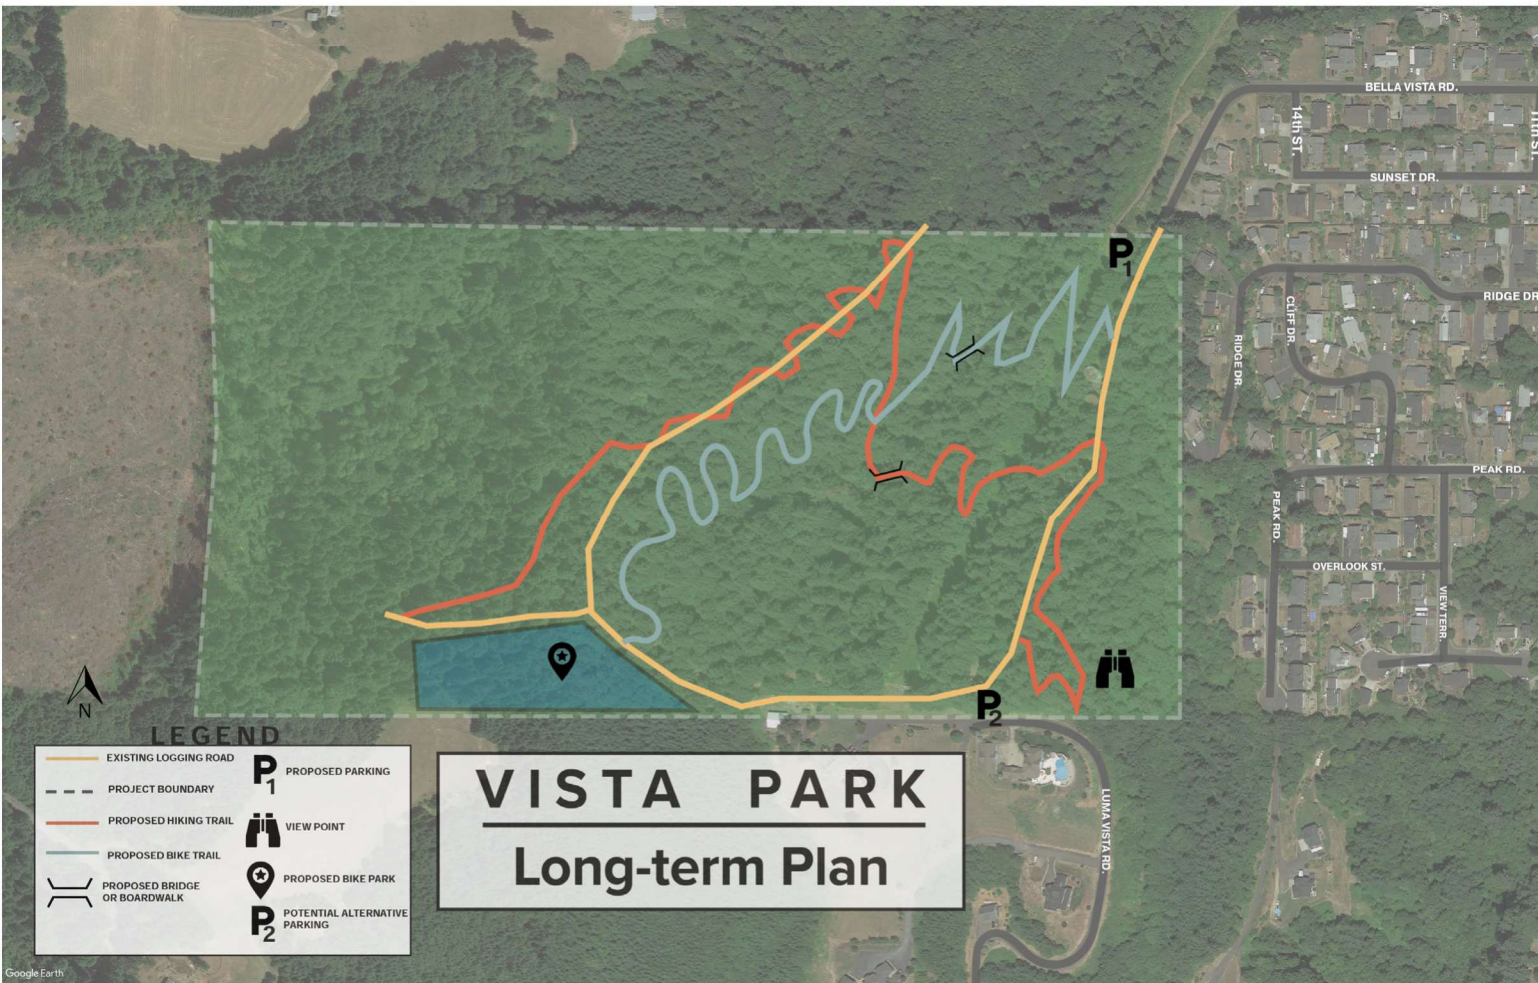 BELLA VISTA RD.
14th ST.
11th ST.
SUNSET DR.
P1
RIDGE DR
CLIFF DR.
RIDGE DR.
PEAK RD.
PEAK RD.
OVERLOOK ST.
VIEW TERR.
P2
N
LEGEND
EXISTING LOGGING ROAD
PROJECT BOUNDARY
PROPOSED HIKING TRAIL
PROPOSED BIKE TRAIL
PROPOSED BRIDGE
OR BOARDWALK
P1 PROPOSED PARKING
VIEW POINT
PROPOSED BIKE PARK
P2 POTENTIAL ALTERNATIVE
PARKING
VISTA PARK
Long-term Plan
LUMA VISTA RD.
Google Earth